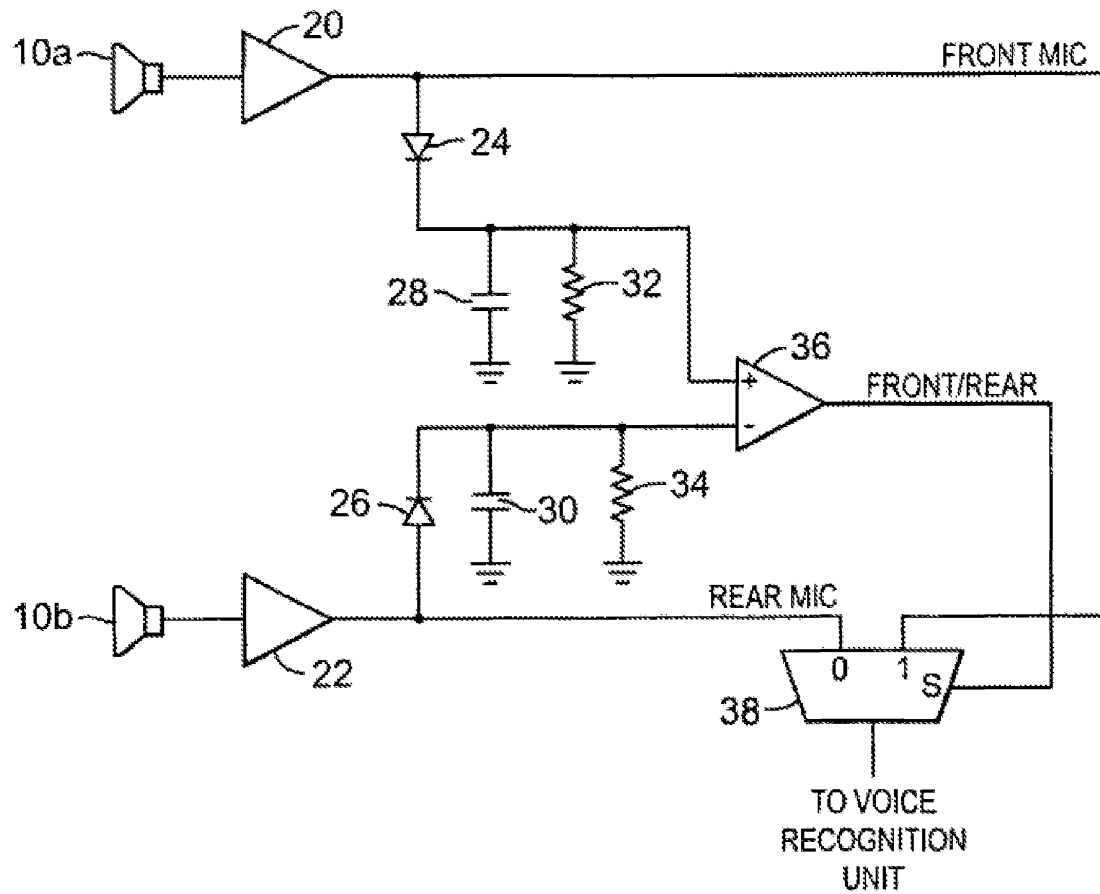 20
10a
FRONT MIC
24
28
32
36
+
FRONT/REAR
-
26
30
34
10b
REAR MIC
22
0 1
S
38
TO VOICE
RECOGNITION
UNIT